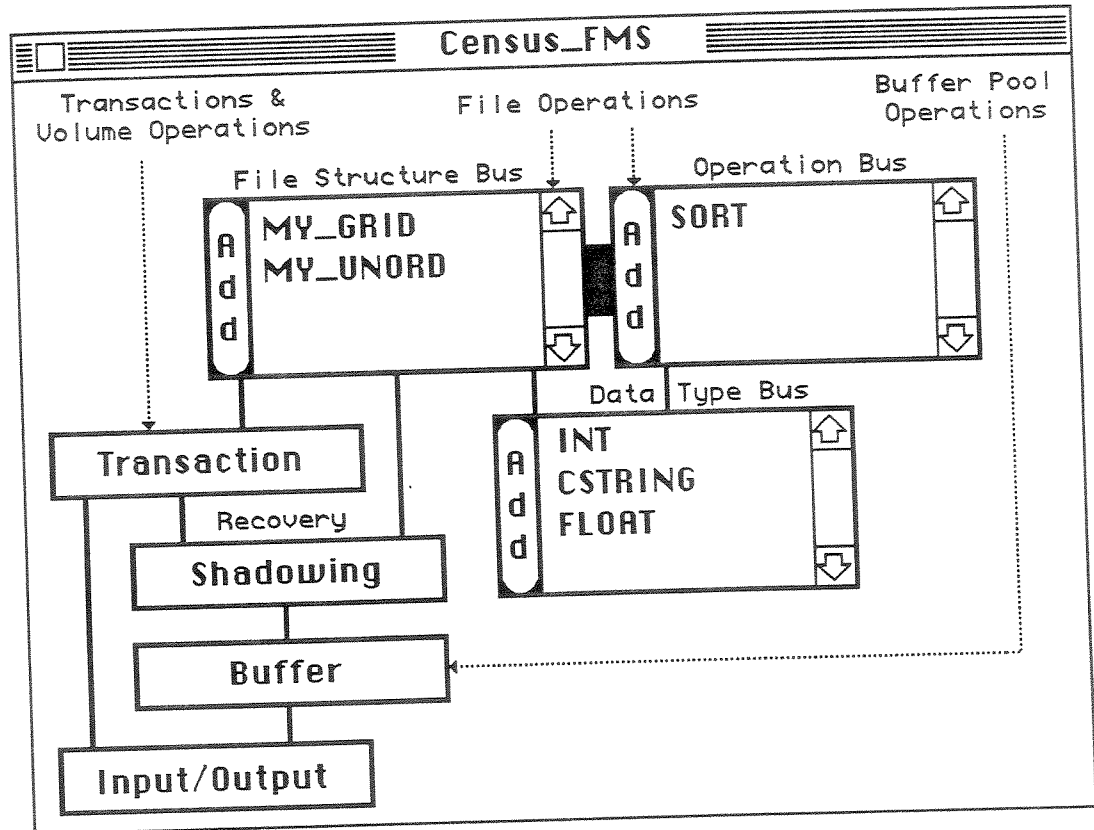 Census_FMS
Transactions &
Volume Operations
File Operations
Buffer Pool
Operations
File Structure Bus
Add
MY_GRID
MY_UNORD
Operation Bus
Add
SORT
Data Type Bus
Add
INT
CSTRING
FLOAT
Transaction
Recovery
Shadowing
Buffer
Input/Output